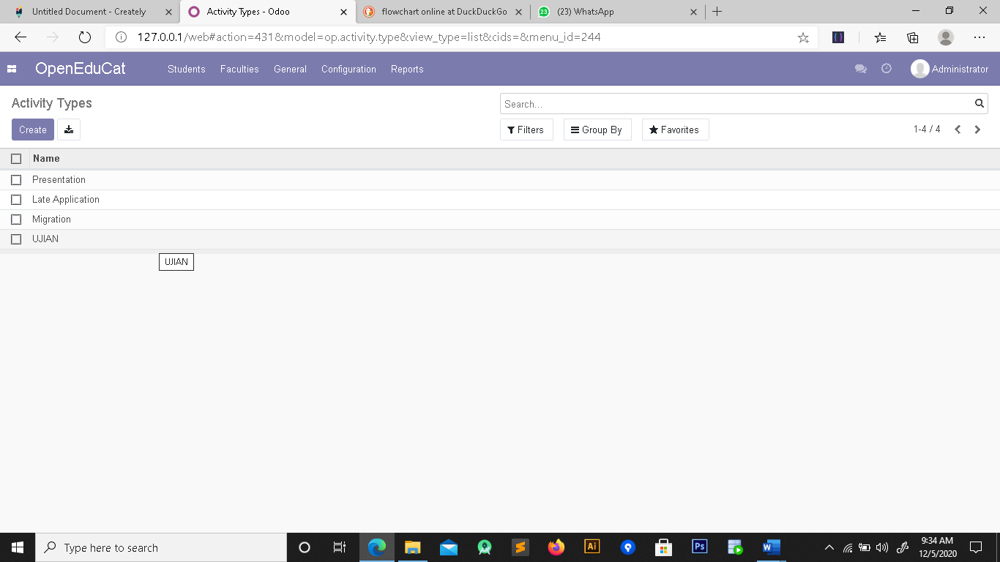 Untitled Document - Creately
Activity Types - Odoo
flowchart online at DuckDuckGo
(23) WhatsApp
127.0.0.1/web#action=431&model=op.activity.type&view_type=list&cids=&menu_id=244
OpenEduCat
Students
Faculties
General
Configuration
Reports
Administrator
Activity Types
Search...
Create
Filters
Group By
Favorites
1-4 / 4
Name
Presentation
Late Application
Migration
UJIAN
UJIAN
Type here to search
Ai
Ps
W
9:34 AM
12/5/2020